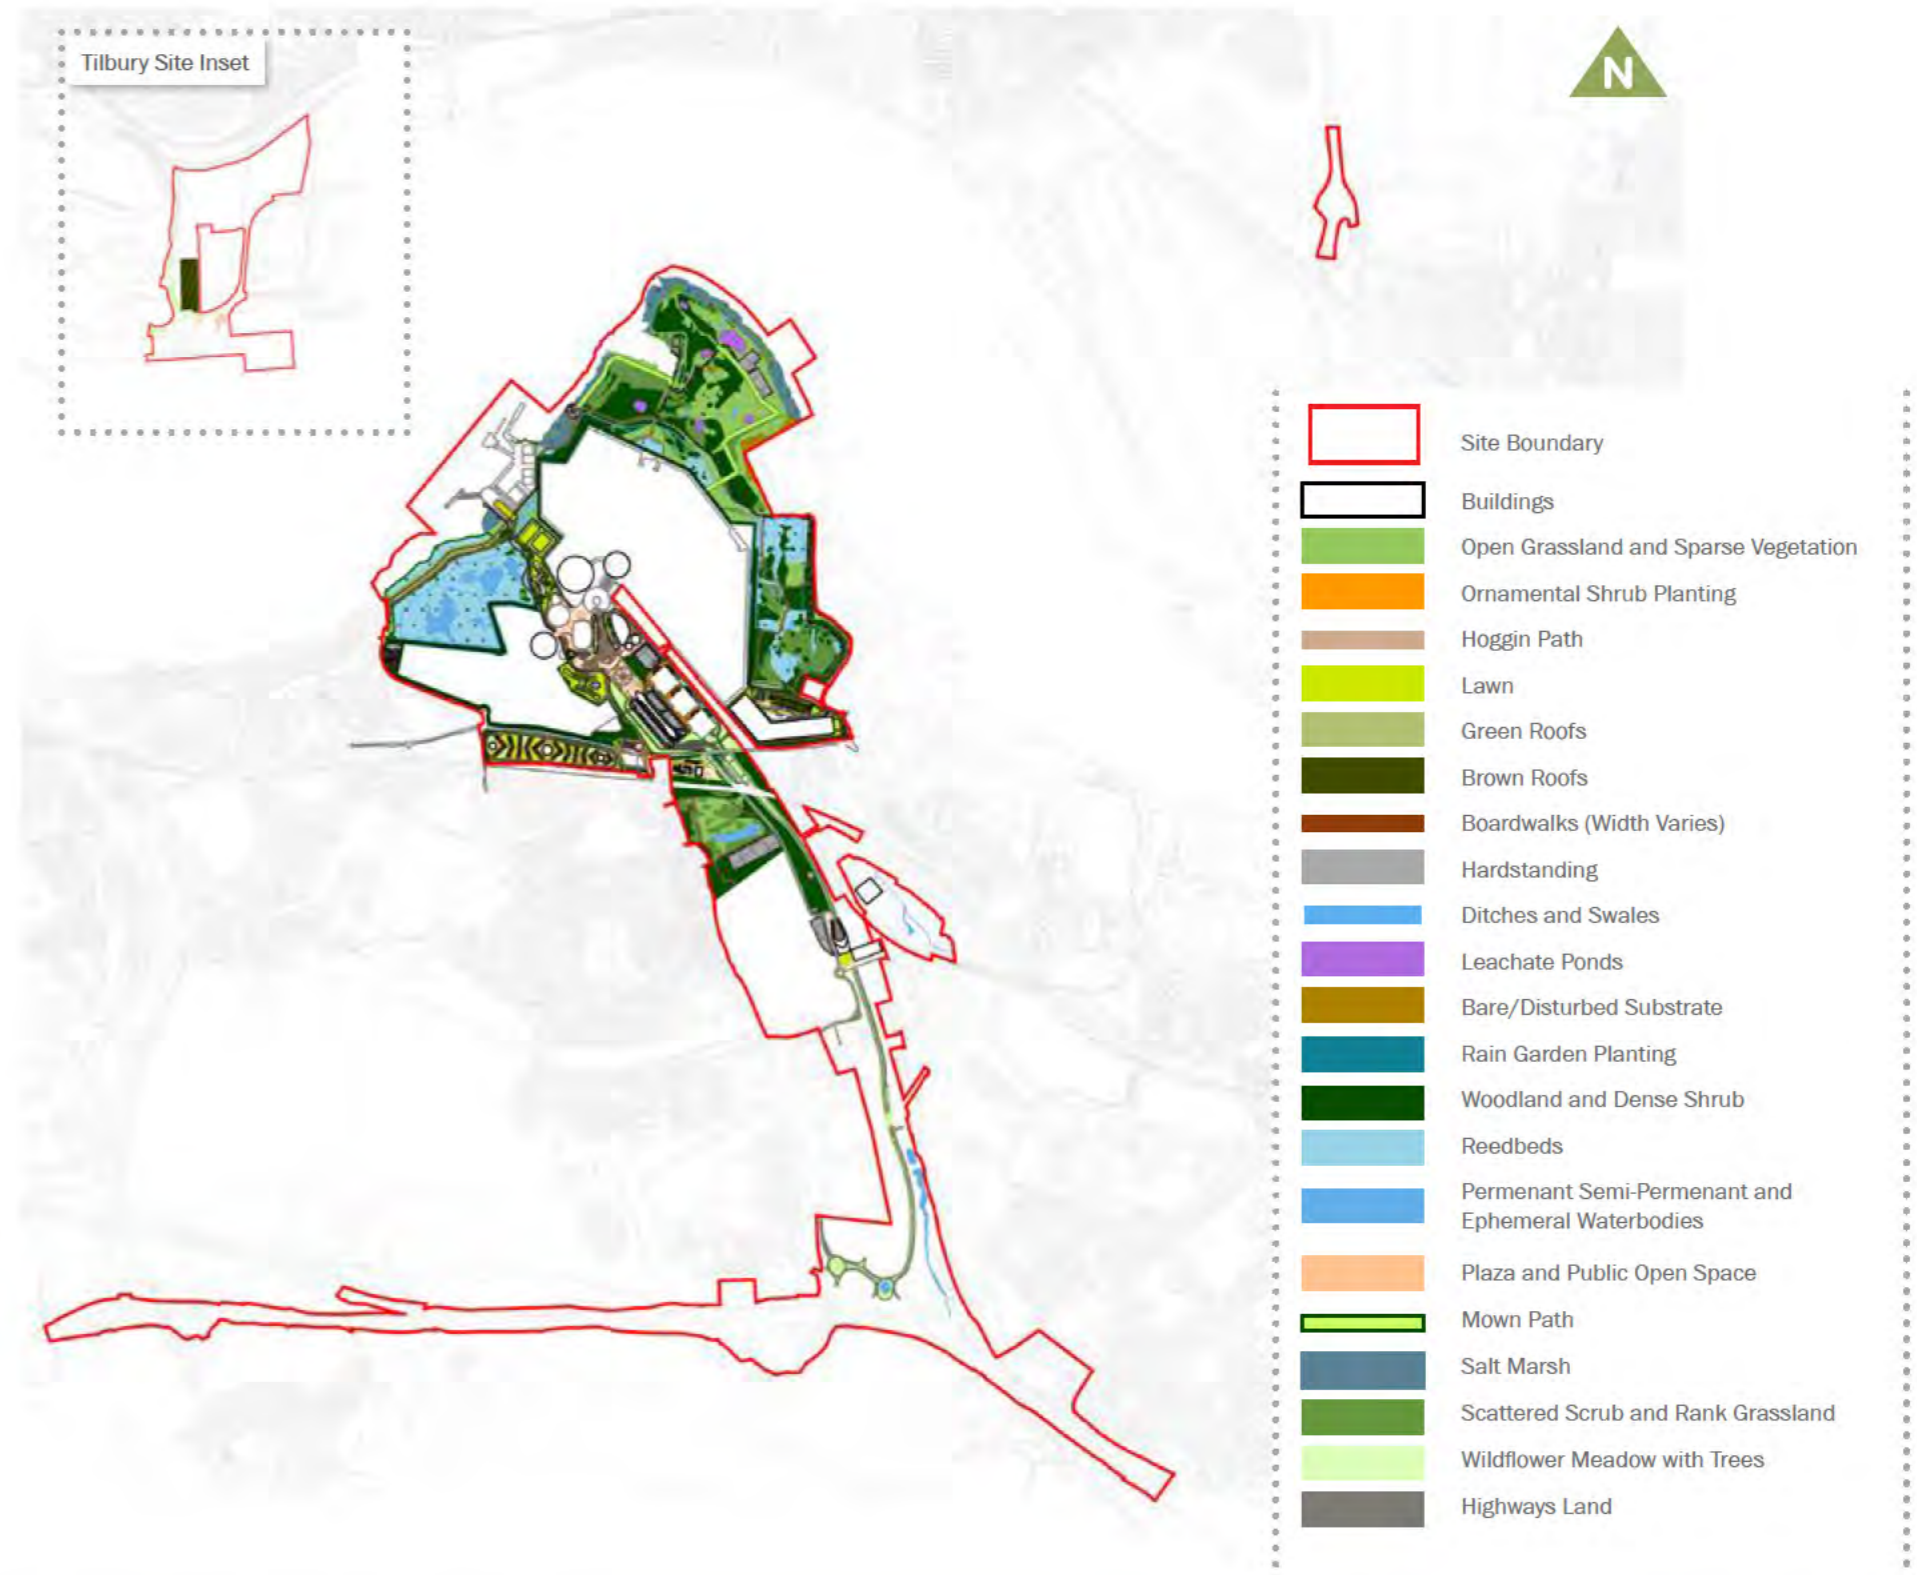 Tilbury Site Inset
N
Site Boundary
Buildings
Open Grassland and Sparse Vegetation
Ornamental Shrub Planting
Hoggin Path
Lawn
Green Roofs
Brown Roofs
Boardwalks (Width Varies)
Hardstanding
Ditches and Swales
Leachate Ponds
Bare/Disturbed Substrate
Rain Garden Planting
Woodland and Dense Shrub
Reedbeds
Permenant Semi-Permenant and
Ephemeral Waterbodies
Plaza and Public Open Space
Mown Path
Salt Marsh
Scattered Scrub and Rank Grassland
Wildflower Meadow with Trees
Highways Land